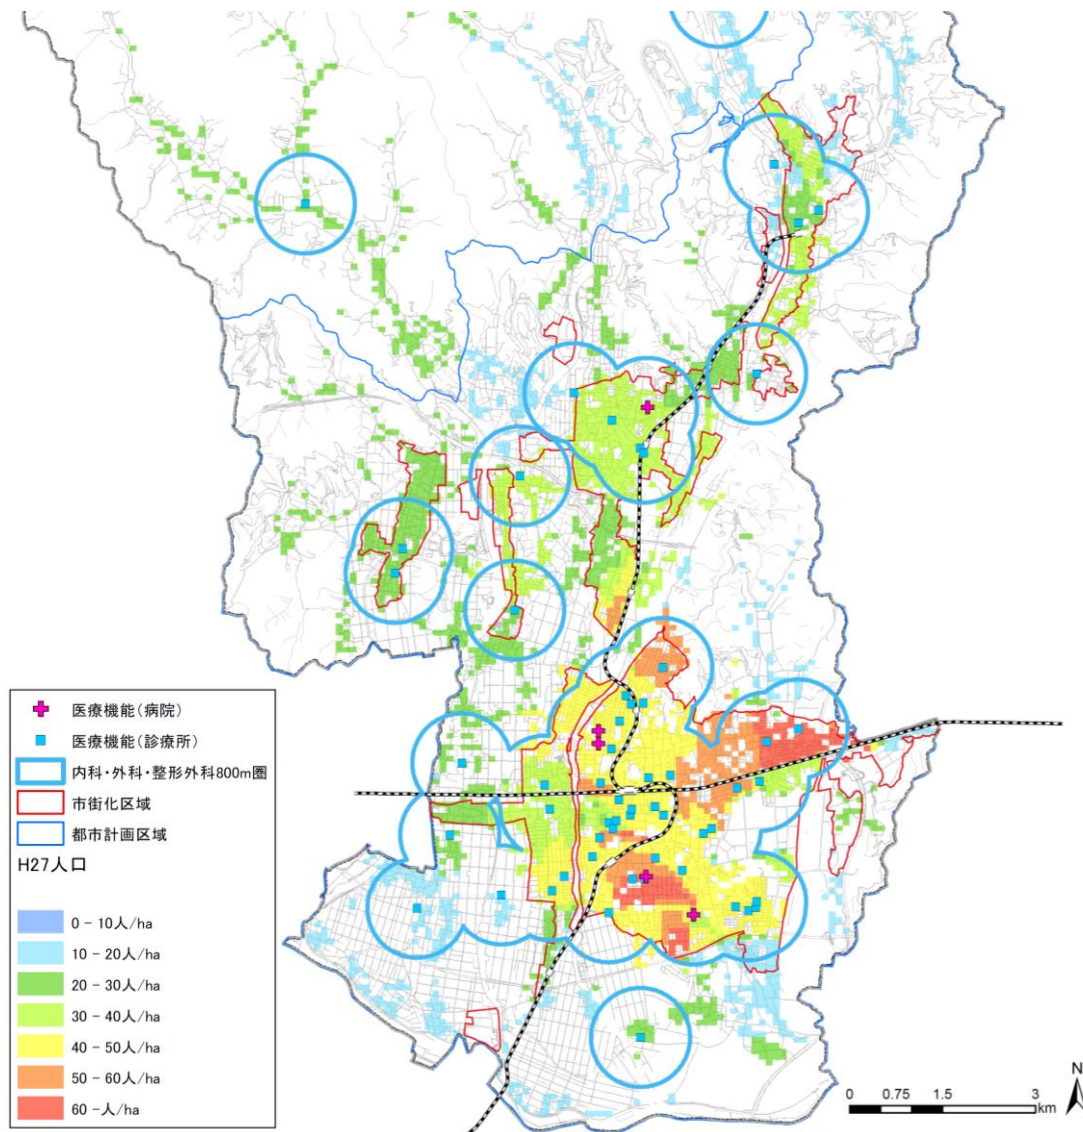 医療機能(病院)
医療機能(診療所)
内科・外科・整形外科800m圏
市街化区域
都市計画区域
H27人口
0 - 10人/ha
10 - 20人/ha
20 - 30人/ha
30 - 40人/ha
40 - 50人/ha
50 - 60人/ha
60 -人/ha
N
0 0.75 1.5 3
km